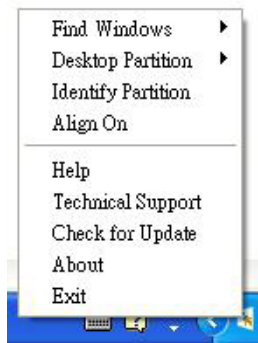 Find Windows
Desktop Partition
Identify Partition
Align On
Help
Technical Support
Check for Update
About
Exit